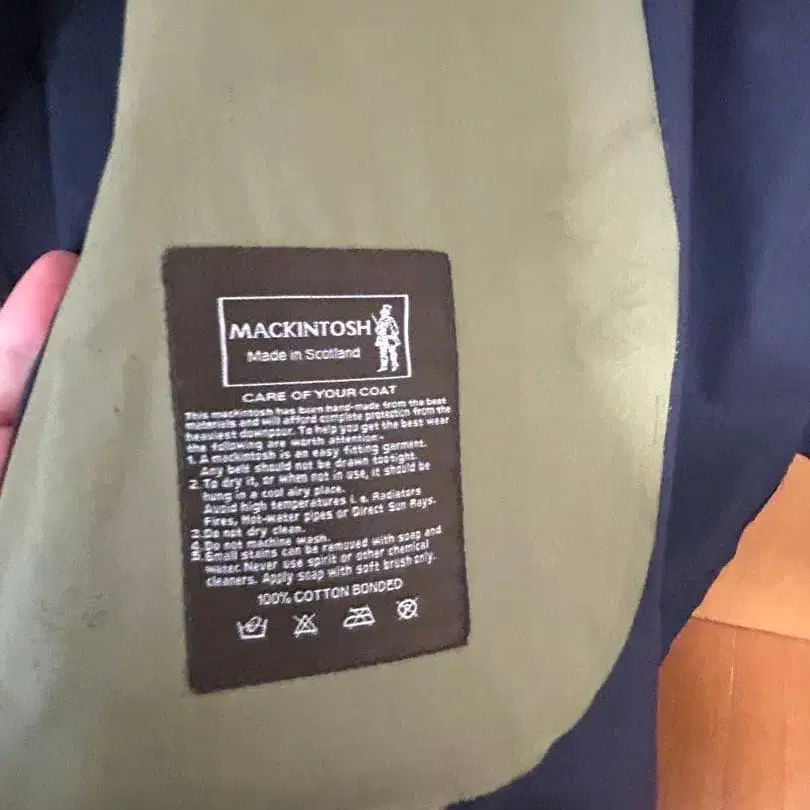 MACKINTOSH
Made in Scotland
CARE OF YOUR COAT
This mackintosh has been hand-made from the best
materials and will afford complete protection from the
heaviest downpour. To help you get the best wear
the following are worth attention:-
1. A mackintosh is an easy fitting garment.
Any belt should not be drawn tootight.
2. To dry it, or when not in use, it should be
hung in a cool airy place.
Avoid high temperatures i. e. Radiators
Fires, Hot-water pipes or Direct Sun Rays.
3. Do not dry clean.
4. Do not machine wash.
5. Small stains can be removed with soap and
water. Never use spirit or other chemical
cleaners. Apply soap with soft brush only.
100% COTTON BONDED